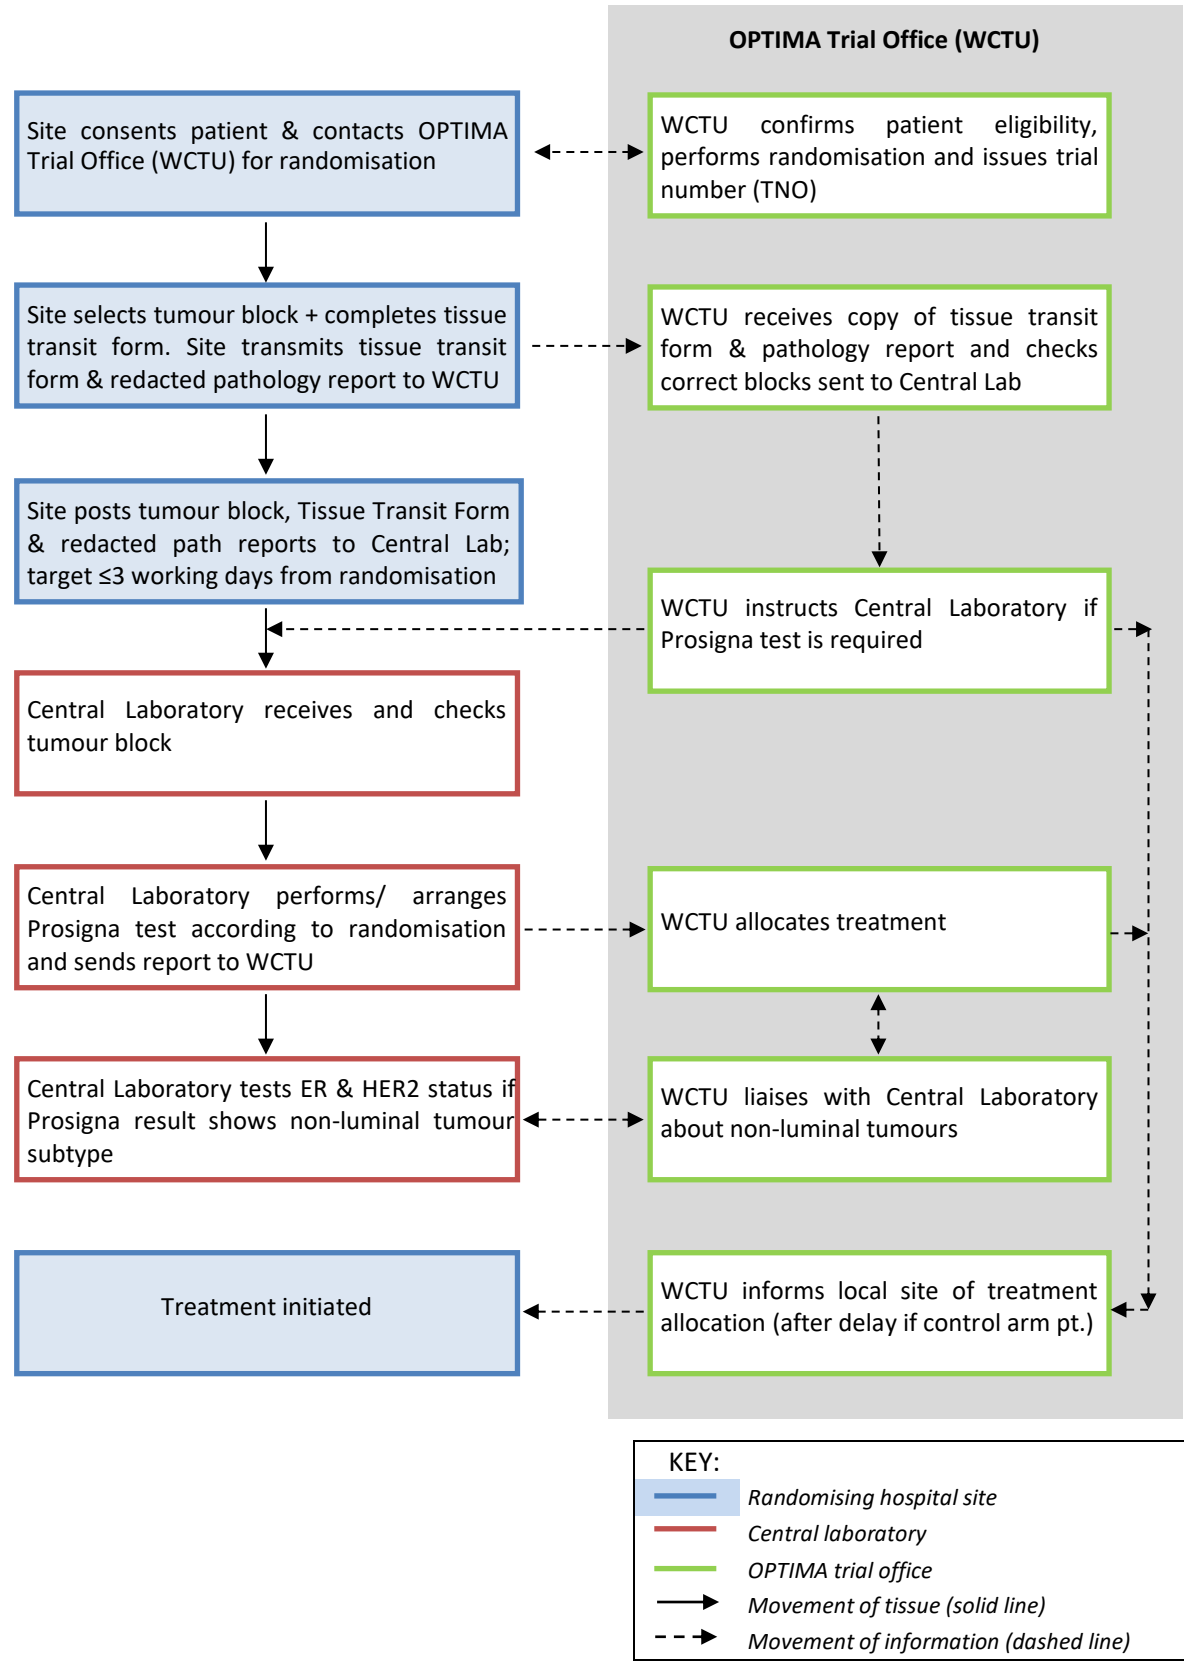 OPTIMA Trial Office (WCTU)
Site consents patient & contacts OPTIMA
Trial Office (WCTU) for randomisation
WCTU confirms patient eligibility,
performs randomisation and issues trial
number (TNO)
Site selects tumour block + completes tissue
transit form. Site transmits tissue transit
form & redacted pathology report to WCTU
WCTU receives copy of tissue transit
form & pathology report and checks
correct blocks sent to Central Lab
Site posts tumour block, Tissue Transit Form
& redacted path reports to Central Lab;
target ≤3 working days from randomisation
WCTU instructs Central Laboratory if
Prosigna test is required
Central Laboratory receives and checks
tumour block
Central Laboratory performs/ arranges
Prosigna test according to randomisation
and sends report to WCTU
WCTU allocates treatment
Central Laboratory tests ER & HER2 status if
Prosigna result shows non-luminal tumour
subtype
WCTU liaises with Central Laboratory
about non-luminal tumours
Treatment initiated
WCTU informs local site of treatment
allocation (after delay if control arm pt.)
KEY:
Randomising hospital site
Central laboratory
OPTIMA trial office
Movement of tissue (solid line)
Movement of information (dashed line)